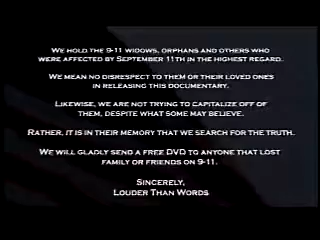 We hold the 9-11 widows, orphans and others who
were affected by September 11th in the highest regard.
We mean no disrespect to them or their loved ones
in releasing this documentary.
Likewise, we are not trying to capitalize off of
them, despite what some may believe.
Rather, it is in their memory that we search for the truth.
We will gladly send a free DVD to anyone that lost
family or friends on 9-11.
Sincerely,
Louder Than Words